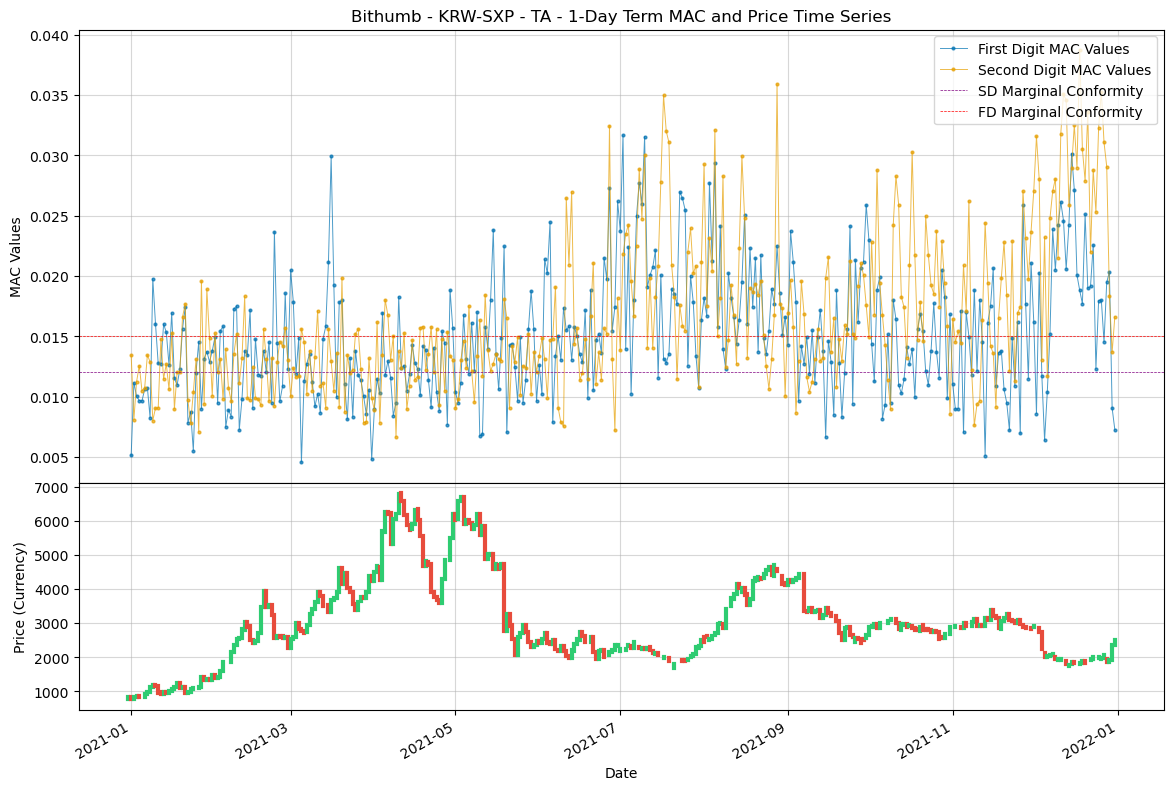 Bithumb - KRW-SXP - TA - 1-Day Term MAC and Price Time Series
0.040
0.035
0.030
0.025
0.020
0.015
0.010
0.005
MAC Values
First Digit MAC Values
Second Digit MAC Values
SD Marginal Conformity
FD Marginal Conformity
7000
6000
5000
4000
3000
2000
1000
Price (Currency)
2021-01
2021-03
2021-05
2021-07
2021-09
2021-11
2022-01
Date